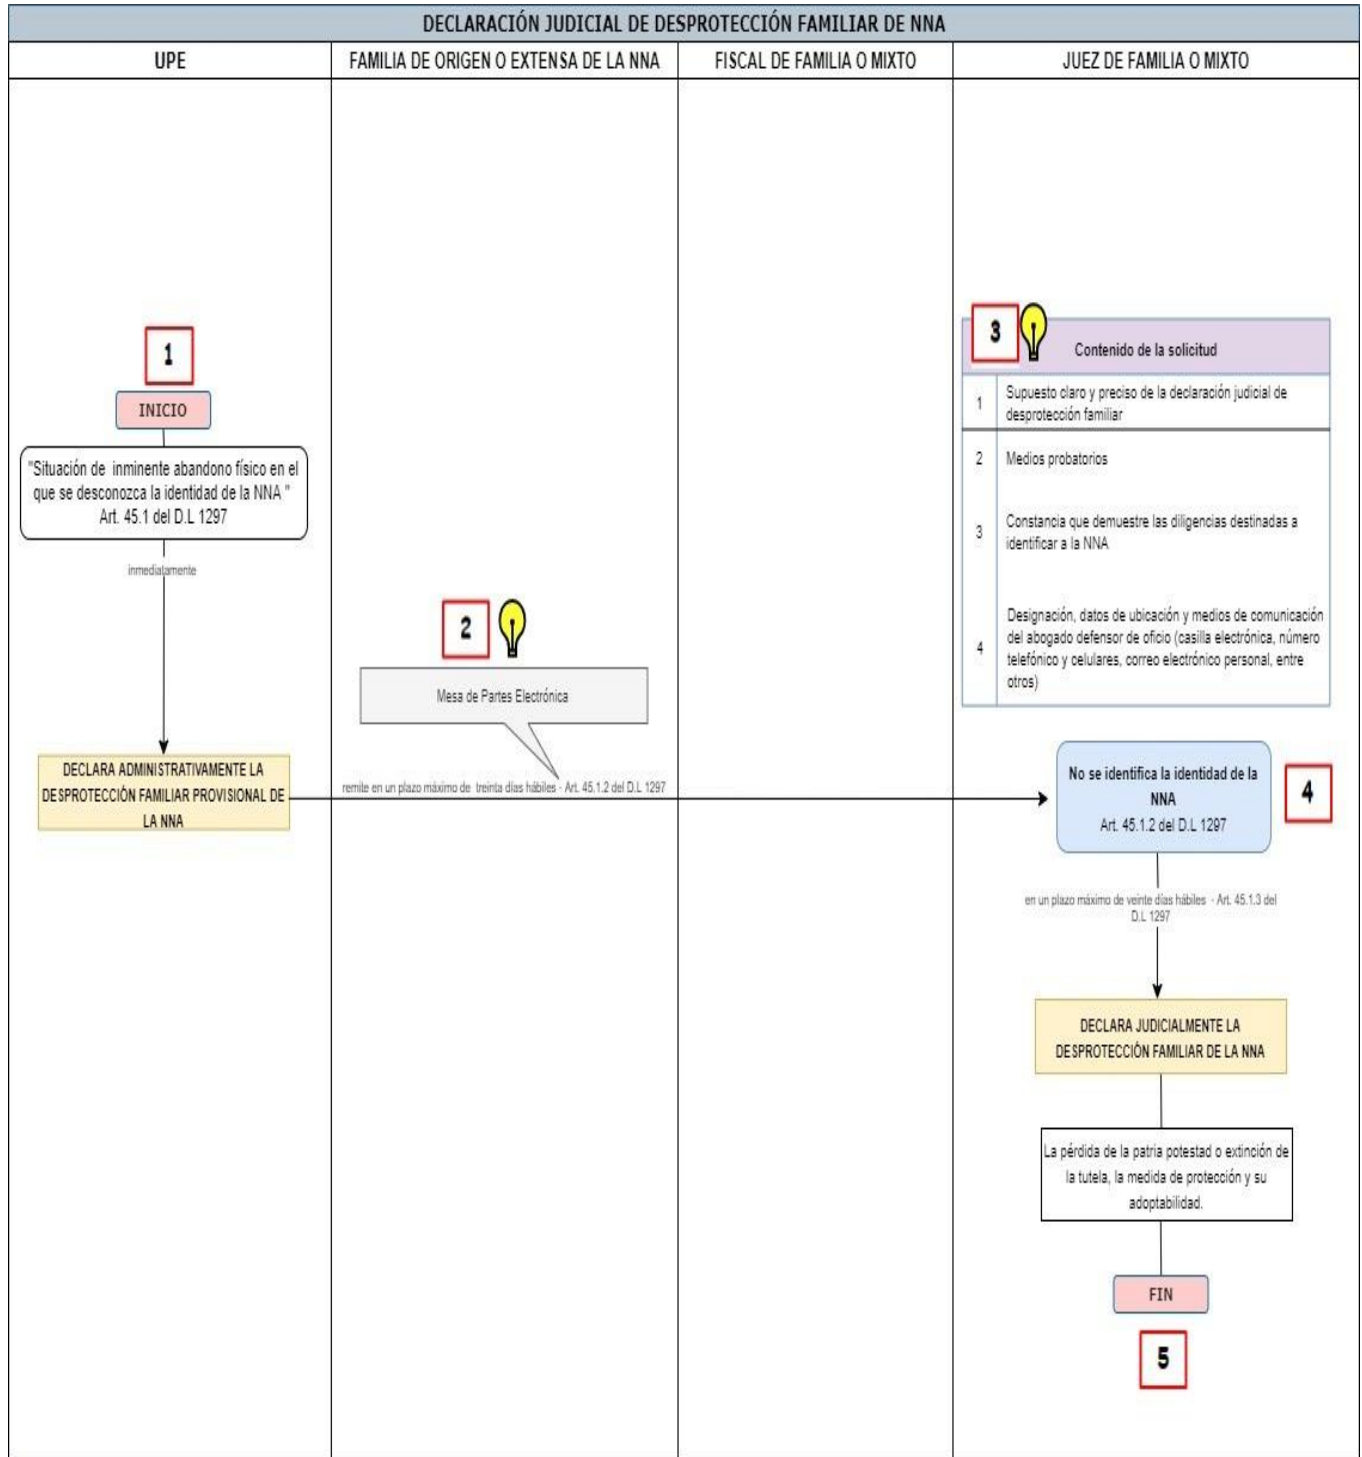 DECLARACIÓN JUDICIAL DE DESPROTECCIÓN FAMILIAR DE NNA
UPE
FAMILIA DE ORIGEN O EXTENSA DE LA NNA
FISCAL DE FAMILIA O MIXTO
JUEZ DE FAMILIA O MIXTO
1
INICIO
"Situación de inminente abandono físico en el
que se desconozca la identidad de la NNA "
Art. 45.1 del D.L 1297
inmediatamente
DECLARA ADMINISTRATIVAMENTE LA
DESPROTECCIÓN FAMILIAR PROVISIONAL DE
LA NNA
2
Mesa de Partes Electrónica
remite en un plazo máximo de treinta días hábiles - Art. 45.1.2 del D.L 1297
3
Contenido de la solicitud
1
Supuesto claro y preciso de la declaración judicial de
desprotección familiar
2
Medios probatorios
3
Constancia que demuestre las diligencias destinadas a
identificar a la NNA
4
Designación, datos de ubicación y medios de comunicación
del abogado defensor de oficio (casilla electrónica, número
telefónico y celulares, correo electrónico personal, entre
otros)
No se identifica la identidad de la
NNA
Art. 45.1.2 del D.L 1297
4
en un plazo máximo de veinte días hábiles - Art. 45.1.3 del
D.L 1297
DECLARA JUDICIALMENTE LA
DESPROTECCIÓN FAMILIAR DE LA NNA
La pérdida de la patria potestad o extinción de
la tutela, la medida de protección y su
adoptabilidad.
FIN
5